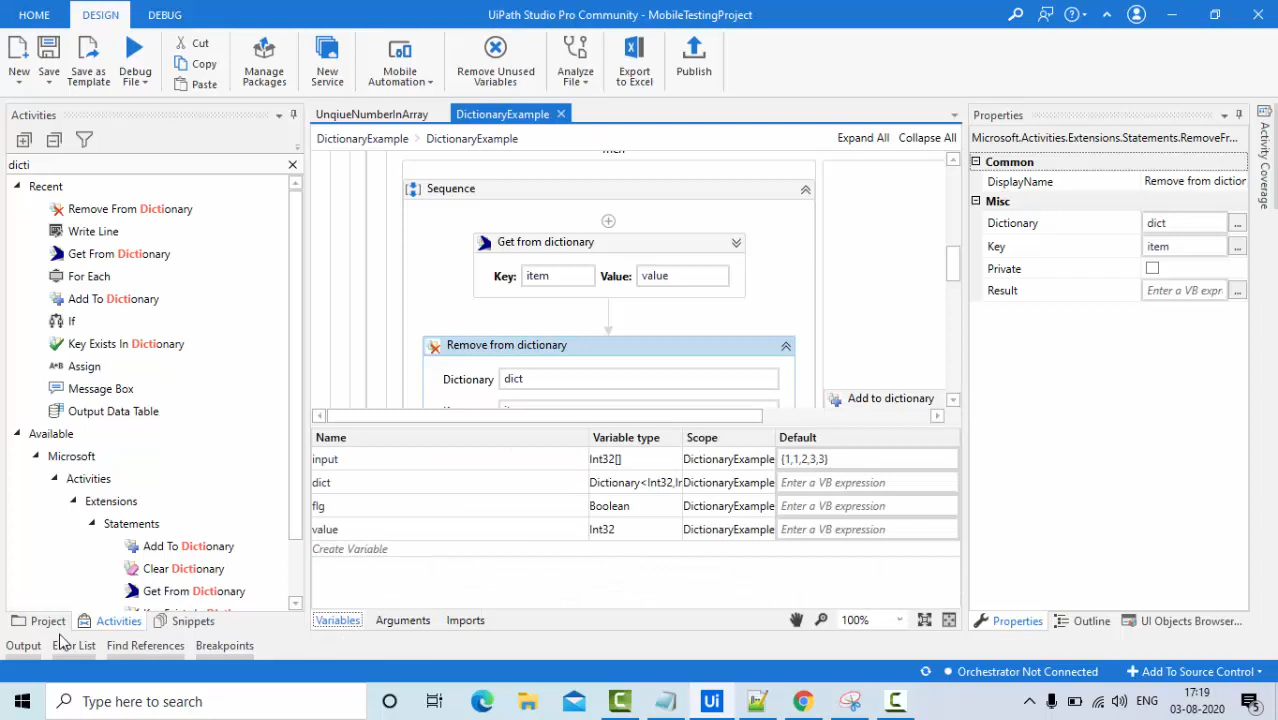 HOME DESIGN DEBUG UiPath Studio Pro Community - MobileTestingProject
New Save Save as Template Debug File Cut Copy Paste Manage Packages New Service Mobile Automation Remove Unused Variables Analyze File Export to Excel Publish
Activities
dicti
Recent
Remove From Dictionary
Write Line
Get From Dictionary
For Each
Add To Dictionary
If
Key Exists In Dictionary
A+B Assign
Message Box
Output Data Table
Available
Microsoft
Activities
Extensions
Statements
Add To Dictionary
Clear Dictionary
Get From Dictionary
Project Activities Snippets
UnqiueNumberInArray DictionaryExample
DictionaryExample > DictionaryExample Expand All Collapse All
Sequence
Get from dictionary
Key: item Value: value
Remove from dictionary
Dictionary dict
Add to dictionary
Name Variable type Scope Default
input Int32[] DictionaryExample {1,1,2,3,3}
dict Dictionary<Int32,In DictionaryExample Enter a VB expression
flg Boolean DictionaryExample Enter a VB expression
value Int32 DictionaryExample Enter a VB expression
Create Variable
Variables Arguments Imports 100%
Properties
Microsoft.Activities.Extensions.Statements.RemoveFr...
Common
DisplayName Remove from diction
Misc
Dictionary dict ...
Key item ...
Private
Result Enter a VB expr. ...
Properties Outline UI Objects Browser...
Activity Coverage
Output Error List Find References Breakpoints
Orchestrator Not Connected Add To Source Control
Type here to search
Ui
ENG
17:19
03-08-2020
5